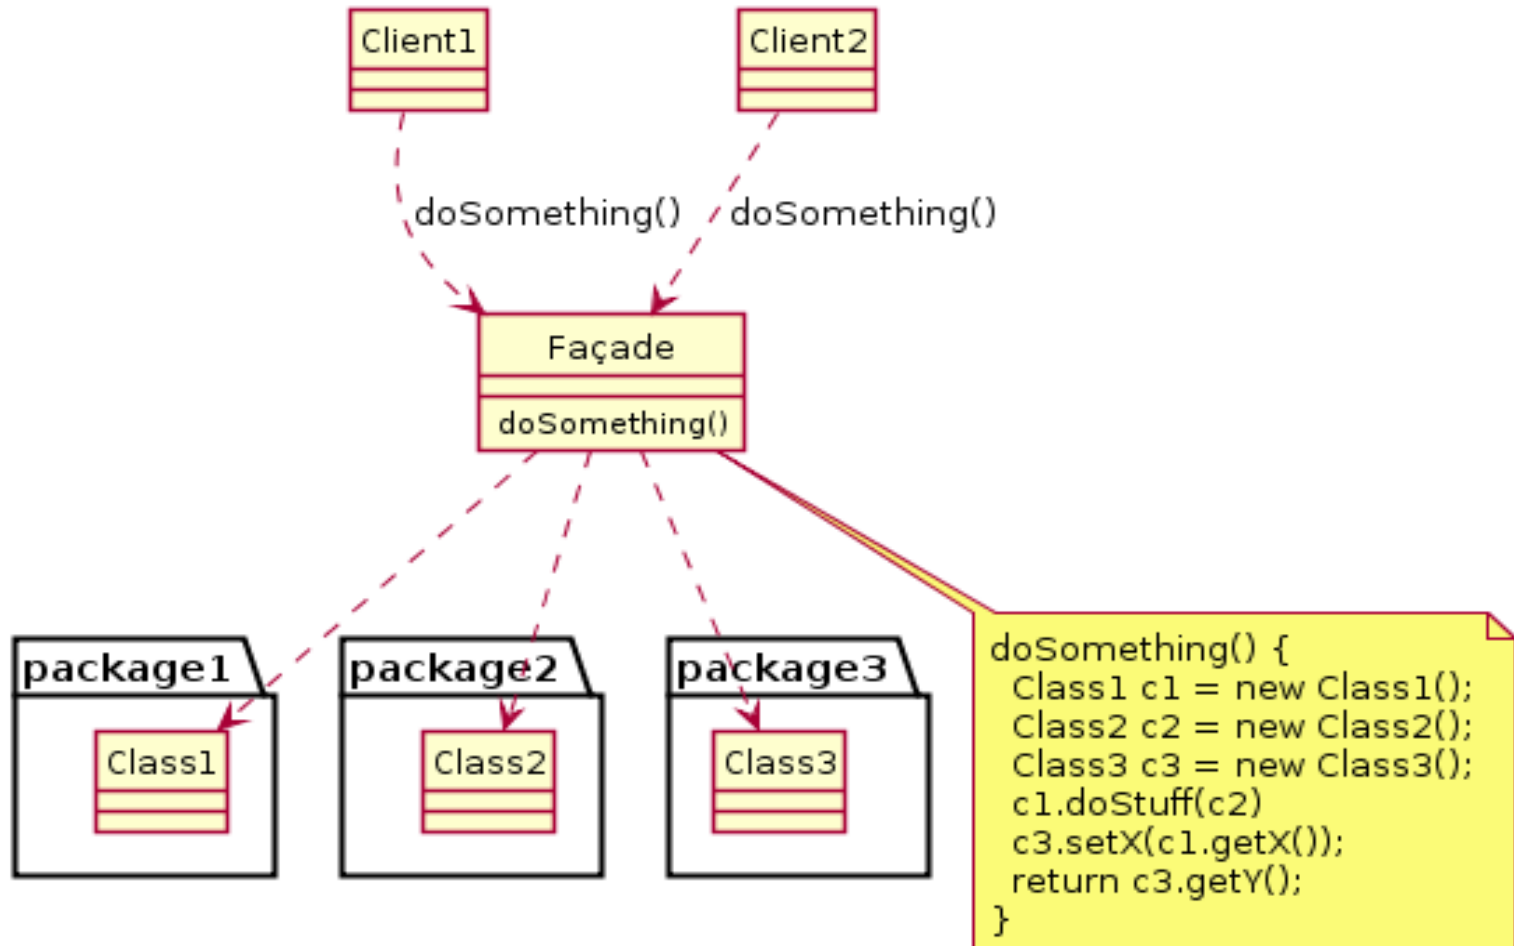 Client1
Client2
doSomething()
doSomething()
Façade
doSomething()
package1
package2
package3
Class1
Class2
Class3
doSomething() {
Class1 c1 = new Class1();
Class2 c2 = new Class2();
Class3 c3 = new Class3();
c1.doStuff(c2)
c3.setX(c1.getX());
return c3.getY();
}